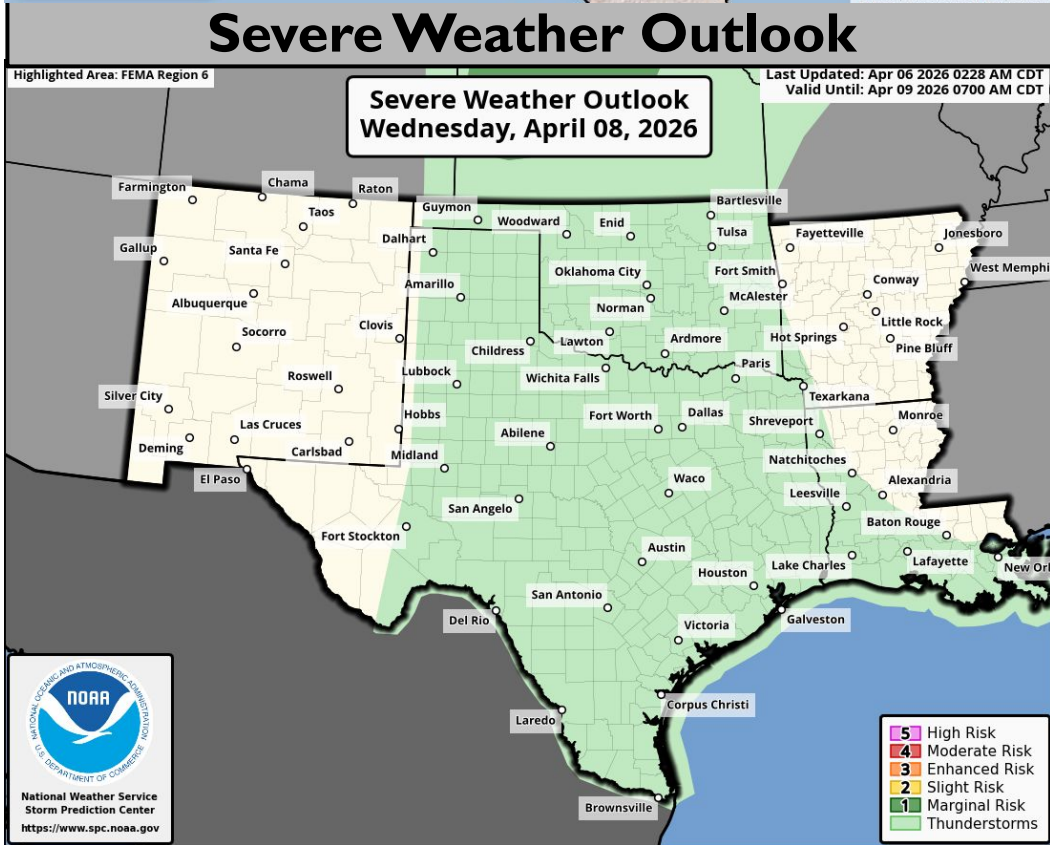 Severe Weather Outlook
Highlighted Area: FEMA Region 6
Last Updated: Apr 06 2026 0228 AM CDT
Valid Until: Apr 09 2026 0700 AM CDT
Severe Weather Outlook
Wednesday, April 08, 2026
Farmington
Chama
Raton
Taos
Guymon
Woodward
Enid
Bartlesville
Tulsa
Fayetteville
Jonesboro
Gallup
Santa Fe
Dalhart
Oklahoma City
Fort Smith
Conway
West Memphi
Albuquerque
Amarillo
Norman
McAlester
Little Rock
Socorro
Clovis
Childress
Lawton
Ardmore
Hot Springs
Pine Bluff
Roswell
Lubbock
Wichita Falls
Paris
Texarkana
Silver City
Las Cruces
Hobbs
Fort Worth
Dallas
Shreveport
Monroe
Deming
Carlsbad
Midland
Abilene
Natchitoches
El Paso
San Angelo
Waco
Leesville
Alexandria
Fort Stockton
Austin
Baton Rouge
Houston
Lake Charles
Lafayette
New Orl
Del Rio
San Antonio
Victoria
Galveston
Laredo
Corpus Christi
Brownsville
NATIONAL OCEANIC AND ATMOSPHERIC ADMINISTRATION
NOAA
U.S. DEPARTMENT OF COMMERCE
National Weather Service
Storm Prediction Center
https://www.spc.noaa.gov
5 High Risk
4 Moderate Risk
3 Enhanced Risk
2 Slight Risk
1 Marginal Risk
Thunderstorms